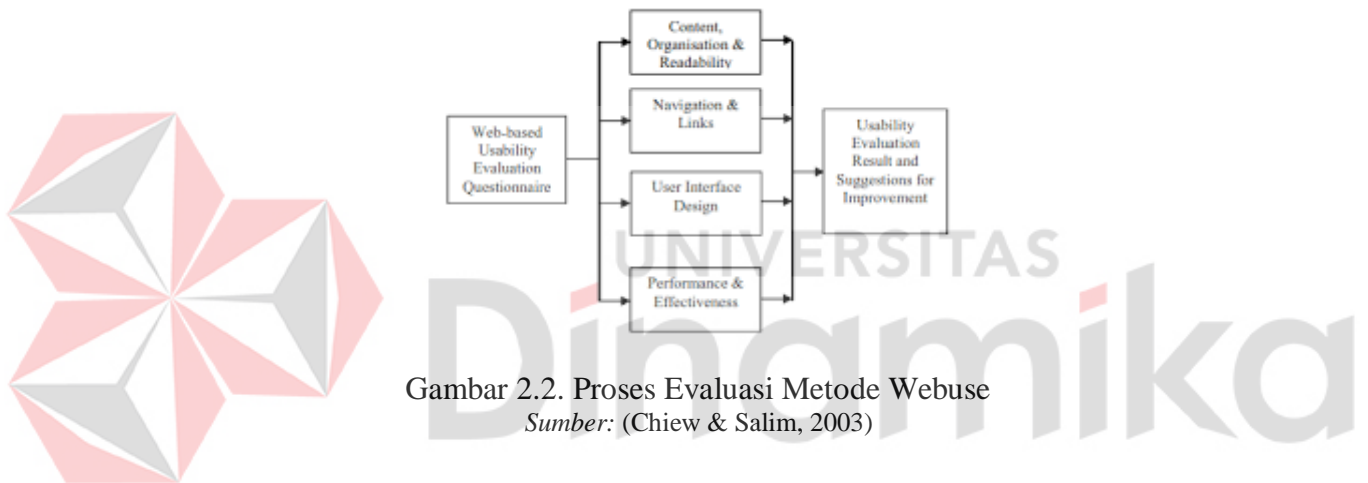 Content,
Organisation &
Readability
Navigation &
Links
Web-based
Usability
Evaluation
Questionnaire
User Interface
Design
Performance &
Effectiveness
Usability
Evaluation
Result and
Suggestions for
Improvement
UNIVERSITAS
Dinamika
Gambar 2.2. Proses Evaluasi Metode Webuse
Sumber: (Chiew & Salim, 2003)